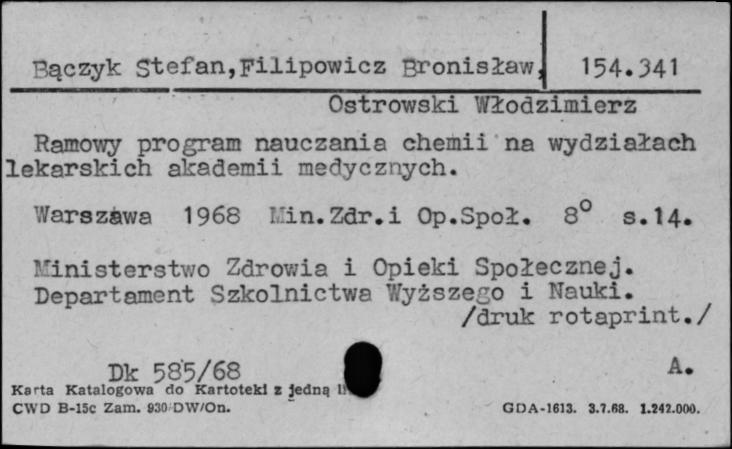 Bączyk Stefan, Filipowicz Bronisław, 154.341
Ostrowski Włodzimierz
Ramowy program nauczania chemii na wydziałach
lekarskich akademii medycznych.
Warszawa 1968 Min.Zdr.i Op.Społ. 8° s.14.
Ministerstwo Zdrowia i Opieki Społecznej.
Departament Szkolnictwa Wyższego i Nauki.
/druk rotaprint./
Dk 585/68 A.
Karta Katalogowa do Kartoteki z jedną
CWD B-15c Zam. 930/DW/On. GDA-1613. 3.7.68. 1.242.000.